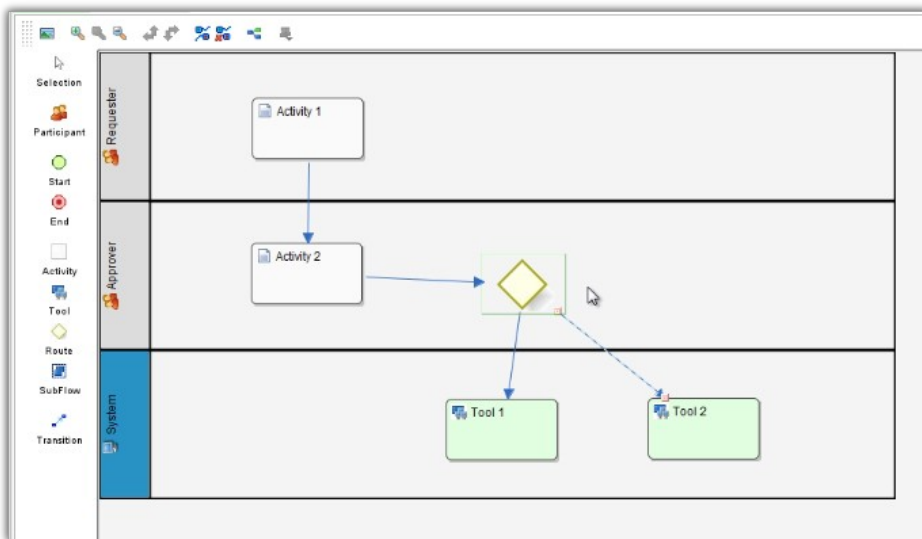 Selection
Participant
Start
End
Activity
Tool
Route
SubFlow
Transition
Requester
Activity 1
Approver
Activity 2
System
Tool 1
Tool 2